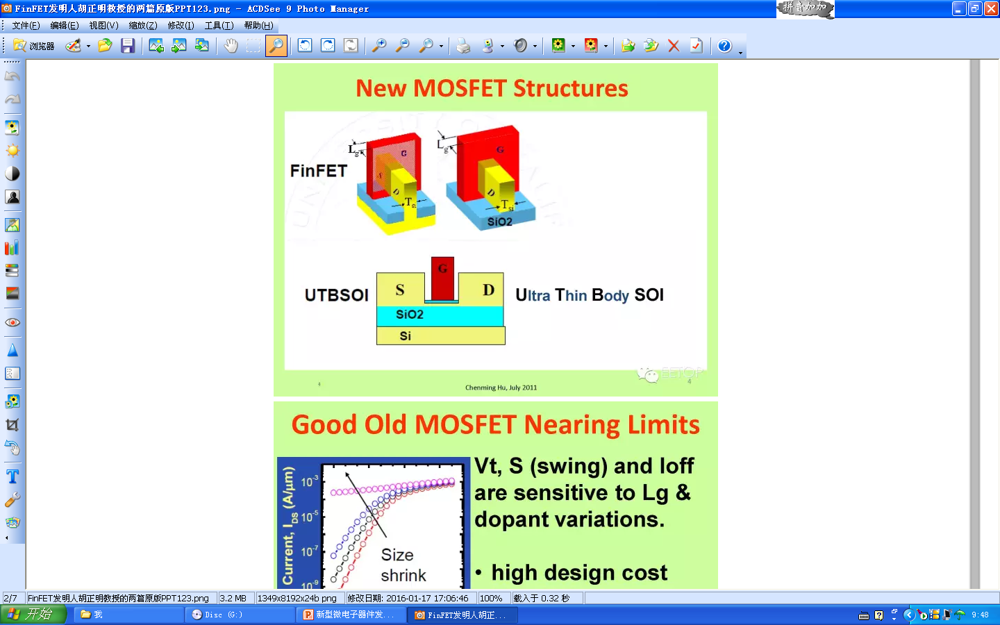 FinFET发明人胡正明教授的两篇原版PPT123.png - ACDSee 9 Photo Manager
拼音加加
文件(F) 编辑(E) 视图(V) 缩放(Z) 修改(I) 工具(T) 帮助(H)
浏览器
New MOSFET Structures
Lg G
Lg G
FinFET
S D Tsi
D Tsi
SiO2
G
UTBSOI S D Ultra Thin Body SOI
SiO2
Si
EETOP
4 Chenming Hu, July 2011 4
Good Old MOSFET Nearing Limits
Vt, S (swing) and Ioff
are sensitive to Lg &
dopant variations.
• high design cost
Current, IDS (A/μm)
10-3
10-5
10-7
10-9
Size
shrink
2/7 FinFET发明人胡正明教授的两篇原版PPT123.png 3.2 MB 1349x8192x24b png 修改日期: 2016-01-17 17:06:46 100% 载入于 0.32 秒
开始 我 Disc (G:) 新型微电子器件发... FinFET发明人胡正... 9:48